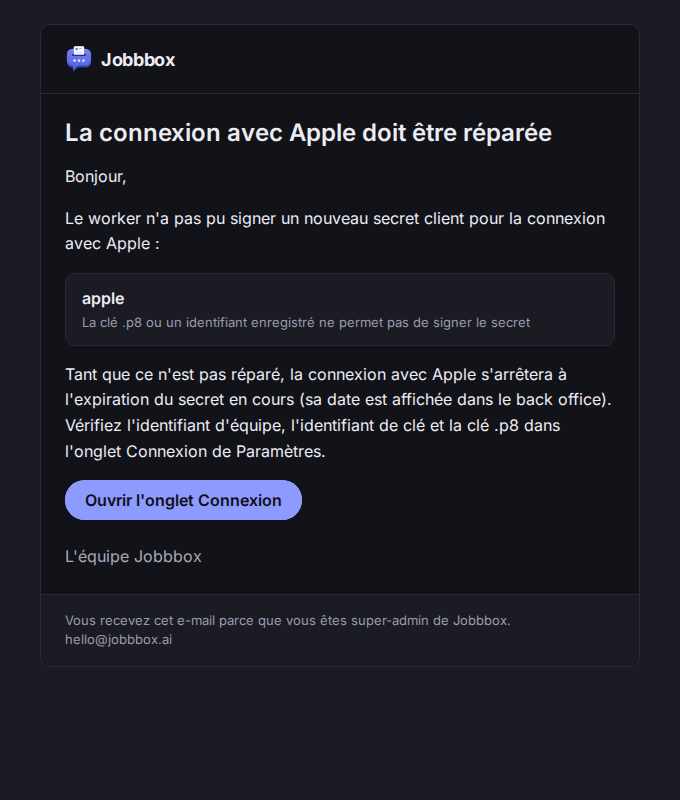 Jobbbox
La connexion avec Apple doit être réparée
Bonjour,
Le worker n'a pas pu signer un nouveau secret client pour la connexion
avec Apple :
apple
La clé .p8 ou un identifiant enregistré ne permet pas de signer le secret
Tant que ce n'est pas réparé, la connexion avec Apple s'arrêtera à
l'expiration du secret en cours (sa date est affichée dans le back office).
Vérifiez l'identifiant d'équipe, l'identifiant de clé et la clé .p8 dans
l'onglet Connexion de Paramètres.
Ouvrir l'onglet Connexion
L'équipe Jobbbox
Vous recevez cet e-mail parce que vous êtes super-admin de Jobbbox.
hello@jobbbox.ai